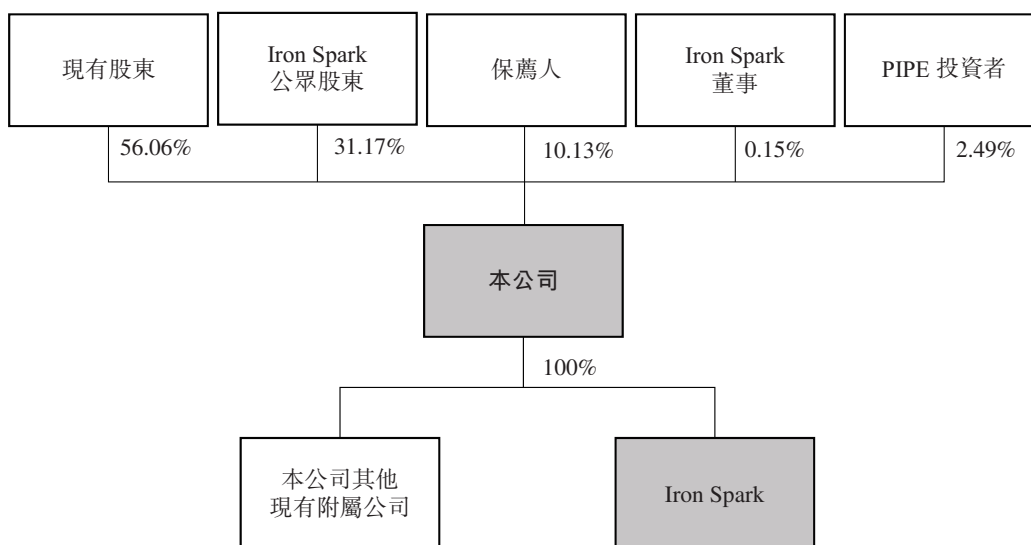 現有股東
Iron Spark
公眾股東
保薦人
Iron Spark
董事
PIPE 投資者
56.06%
31.17%
10.13%
0.15%
2.49%
本公司
100%
本公司其他
現有附屬公司
Iron Spark